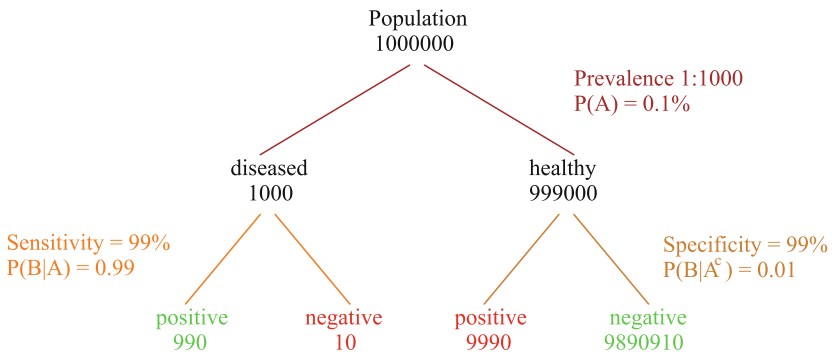 Population
1000000
Prevalence 1:1000
P(A) = 0.1%
diseased
1000
healthy
999000
Sensitivity = 99%
P(B|A) = 0.99
Specificity = 99%
P(B|Aᶜ) = 0.01
positive
990
negative
10
positive
9990
negative
9890910